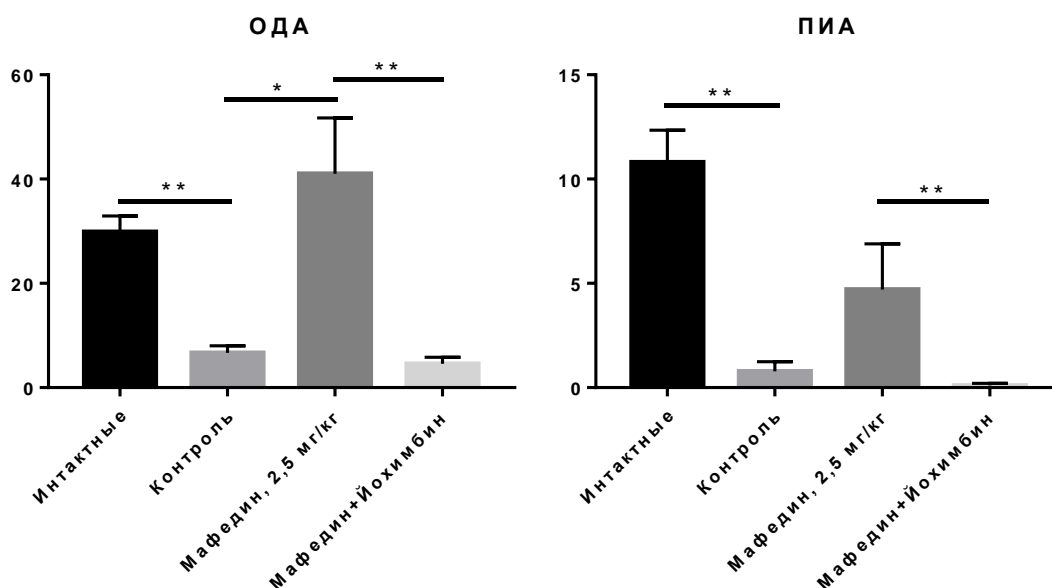 ОДА
60
40
20
0
**
*
**
Интактные
Контроль
Мафедин, 2,5 мг/кг
Мафедин+Йохимбин
ПИА
15
10
5
0
**
**
Интактные
Контроль
Мафедин, 2,5 мг/кг
Мафедин+Йохимбин